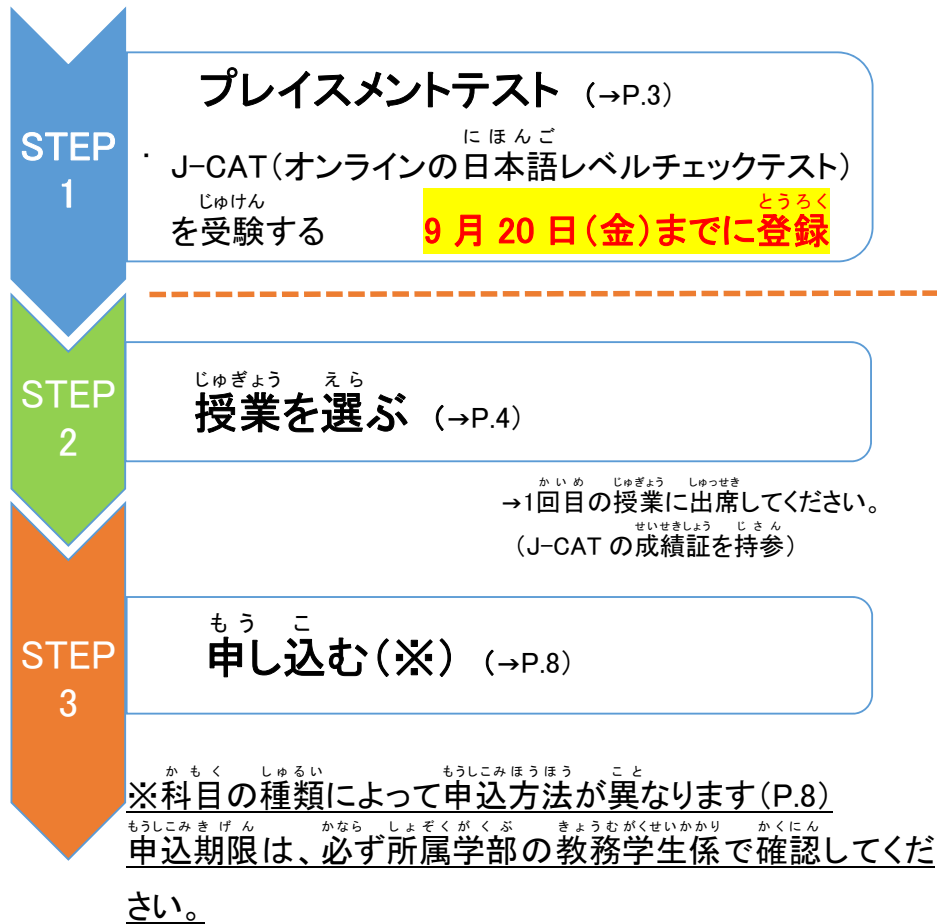 STEP
1
プレイスメントテスト (→P.3)
にほんご
・ J-CAT(オンラインの日本語レベルチェックテスト)
じゅけん とうろく
を受験する 9月20日(金)までに登録
STEP
2
じゅぎょう えら
授業を選ぶ (→P.4)
かいめ じゅぎょう しゅっせき
→1回目の授業に出席してください。
せいせきしょう じさん
(J-CATの成績証を持参)
STEP
3
もう こ
申し込む(※) (→P.8)
かもく しゅるい もうしこみほうほう こと
※科目の種類によって申込方法が異なります(P.8)
もうしこみきげん かなら しょぞくがくぶ きょうむがくせいかかり かくにん
申込期限は、必ず所属学部の教務学生係で確認してくだ
さい。